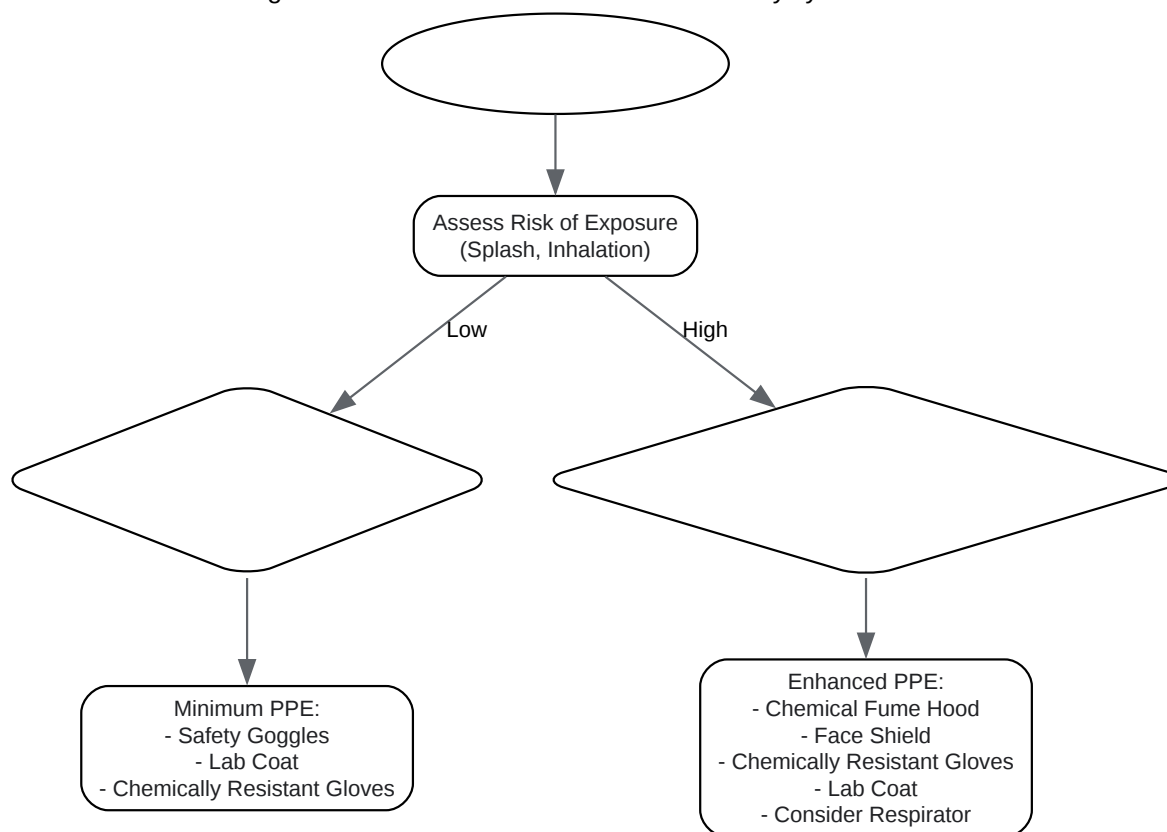 Assess Risk of Exposure
(Splash, Inhalation)
Low
High
Minimum PPE:
- Safety Goggles
- Lab Coat
- Chemically Resistant Gloves
Enhanced PPE:
- Chemical Fume Hood
- Face Shield
- Chemically Resistant Gloves
- Lab Coat
- Consider Respirator